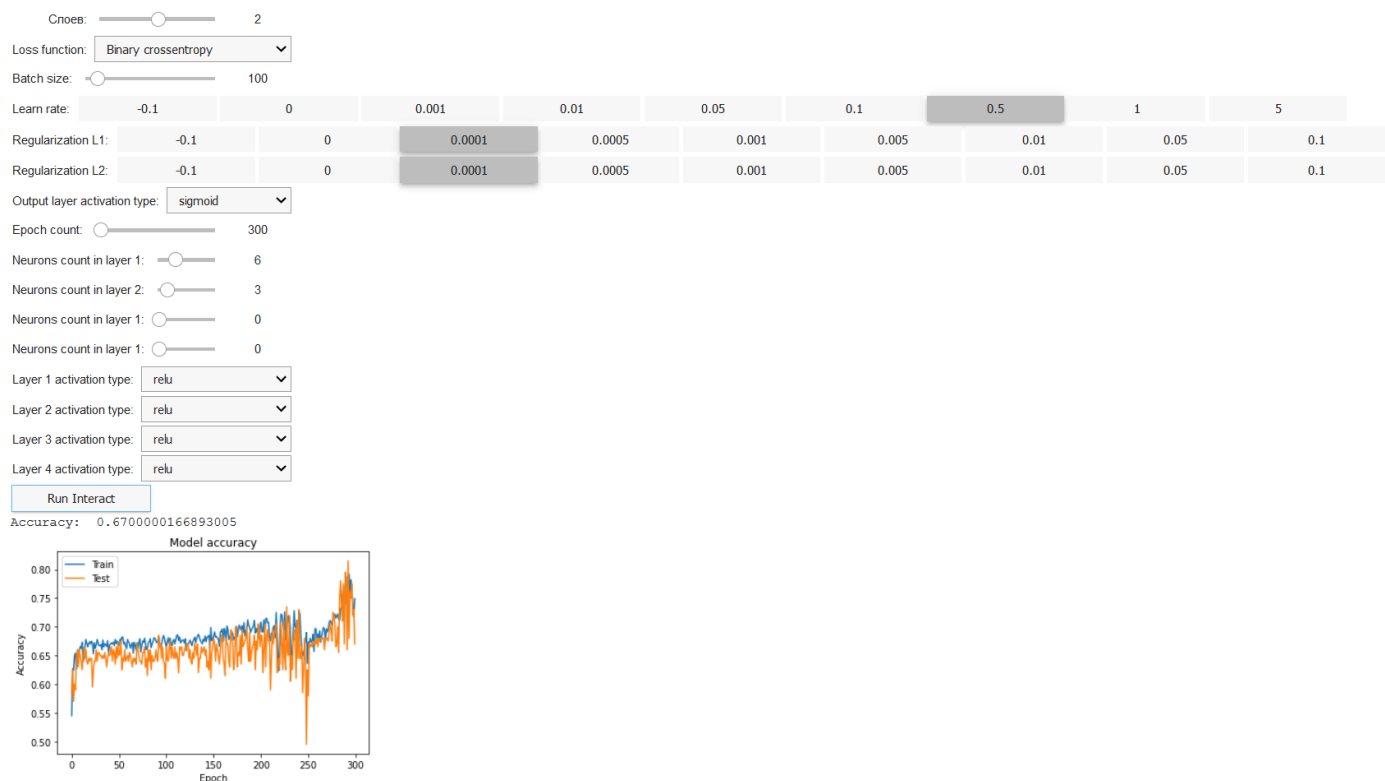 Слоев: 2
Loss function: Binary crossentropy
Batch size: 100
Learn rate: -0.1 0 0.001 0.01 0.05 0.1 0.5 1 5
Regularization L1: -0.1 0 0.0001 0.0005 0.001 0.005 0.01 0.05 0.1
Regularization L2: -0.1 0 0.0001 0.0005 0.001 0.005 0.01 0.05 0.1
Output layer activation type: sigmoid
Epoch count: 300
Neurons count in layer 1: 6
Neurons count in layer 2: 3
Neurons count in layer 1: 0
Neurons count in layer 1: 0
Layer 1 activation type: relu
Layer 2 activation type: relu
Layer 3 activation type: relu
Layer 4 activation type: relu
Run Interact
Accuracy: 0.6700000166893005
Model accuracy
Train
Test
0.80
0.75
0.70
0.65
0.60
0.55
0.50
Accuracy
0 50 100 150 200 250 300
Epoch